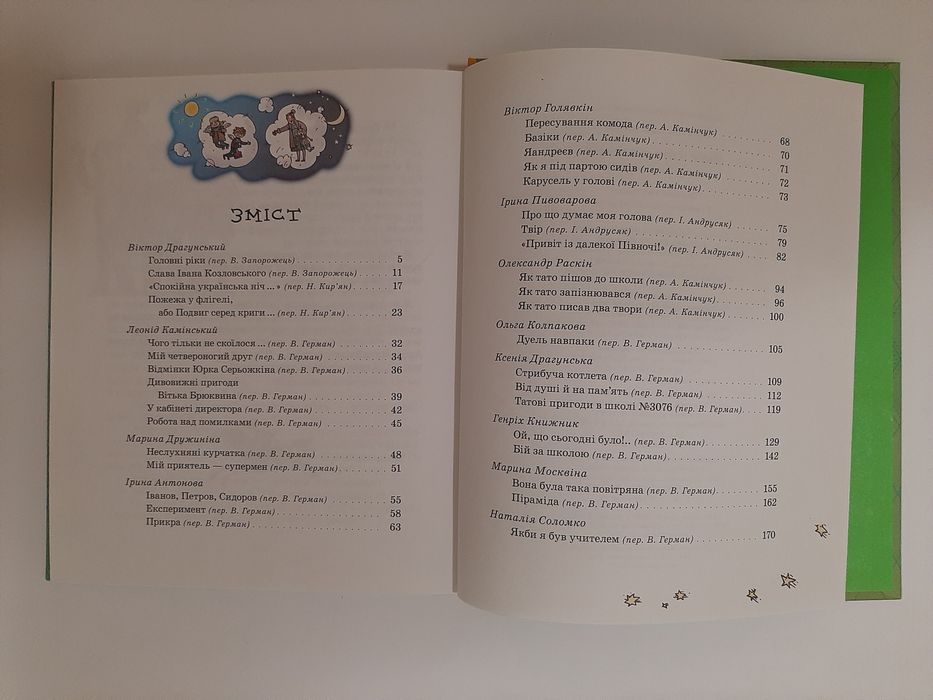 ЗМІСТ
Віктор Драгунський
Головні ріки (пер. В. Запорожець) 5
Слава Івана Козловського (пер. В. Запорожець) 11
«Спокійна українська ніч ...» (пер. Н. Кир'ян) 17
Пожежа у флігелі,
або Подвиг серед криги ... (пер. Н. Кир'ян) 23
Леонід Камінський
Чого тільки не скоїлося ... (пер. В. Герман) 32
Мій четвероногий друг (пер. В. Герман) 34
Відмінки Юрка Серьожкіна (пер. В. Герман) 36
Дивовижні пригоди
Вітька Брюквина (пер. В. Герман) 39
У кабінеті директора (пер. В. Герман) 42
Робота над помилками (пер. В. Герман) 45
Марина Дружиніна
Неслухняні курчатка (пер. В. Герман) 48
Мій приятель — супермен (пер. В. Герман) 51
Ірина Антонова
Іванов, Петров, Сидоров (пер. В. Герман) 55
Експеримент (пер. В. Герман) 58
Прикра (пер. В. Герман) 63
Віктор Голявкін
Пересування комода (пер. А. Камінчук) 68
Базіки (пер. А. Камінчук) 70
Яандреєв (пер. А. Камінчук) 71
Як я під партою сидів (пер. А. Камінчук) 72
Карусель у голові (пер. А. Камінчук) 73
Ірина Пивоварова
Про що думає моя голова (пер. І. Андрусяк) 75
Твір (пер. І. Андрусяк) 79
«Привіт із далекої Півночі!» (пер. І. Андрусяк) 82
Олександр Раскін
Як тато пішов до школи (пер. А. Камінчук) 94
Як тато запізнювався (пер. А. Камінчук) 96
Як тато писав два твори (пер. А. Камінчук) 100
Ольга Колпакова
Дуель навпаки (пер. В. Герман) 105
Ксенія Драгунська
Стрибуча котлета (пер. В. Герман) 109
Від душі й на пам'ять (пер. В. Герман) 112
Татові пригоди в школі №3076 (пер. В. Герман) 119
Генріх Книжник
Ой, що сьогодні було!.. (пер. В. Герман) 129
Бій за школою (пер. В. Герман) 142
Марина Москвіна
Вона була така повітряна (пер. В. Герман) 155
Піраміда (пер. В. Герман) 162
Наталія Соломко
Якби я був учителем (пер. В. Герман) 170